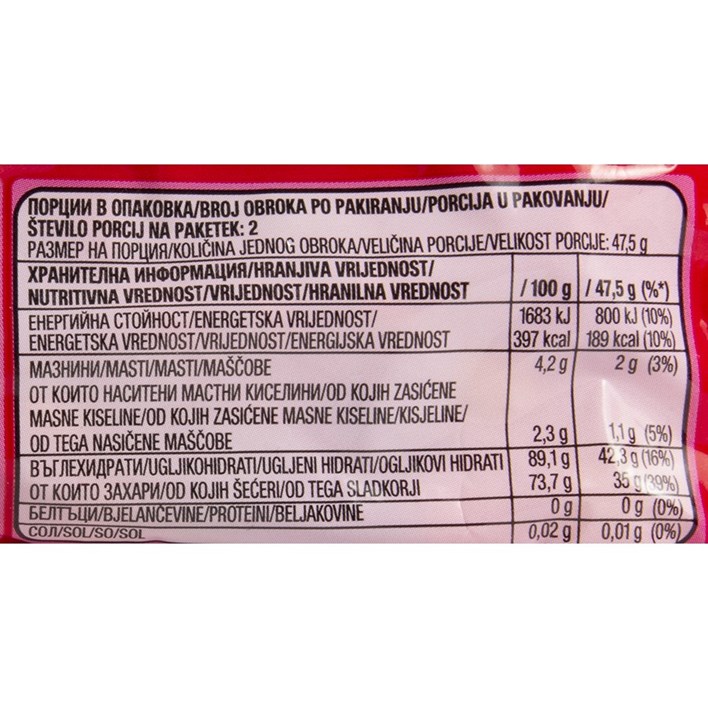 ПОРЦИИ В ОПАКОВКА/BROJ OBROKA PO PAKIRANJU/PORCIJA U PAKOVANJU/
ŠTEVILO PORCIJ NA PAKETEK: 2
РАЗМЕР НА ПОРЦИЯ/KOLIČINA JEDNOG OBROKA/VELIČINA PORCIJE/VELIKOST PORCIJE: 47,5 g
ХРАНИТЕЛНА ИНФОРМАЦИЯ/HRANJIVA VRIJEDNOST/
NUTRITIVNA VREDNOST/VRIJEDNOST/HRANILNA VREDNOST / 100 g / 47,5 g (%*)
ЕНЕРГИЙНА СТОЙНОСТ/ENERGETSKA VRIJEDNOST/ 1683 kJ 800 kJ (10%)
ENERGETSKA VREDNOST/VRIJEDNOST/ENERGIJSKA VREDNOST 397 kcal 189 kcal (10%)
МАЗНИНИ/MASTI/MASTI/MAŠČOBE 4,2 g 2 g (3%)
ОТ КОИТО НАСИТЕНИ МАСТНИ КИСЕЛИНИ/OD KOJIH ZASIĆENE
MASNE KISELINE/OD KOJIH ZASIĆENE MASNE KISELINE/KISJELINE/
OD TEGA NASIČENE MAŠČOBE 2,3 g 1,1 g (5%)
ВЪГЛЕХИДРАТИ/UGLJIKOHIDRATI/UGLJENI HIDRATI/OGLJIKOVI HIDRATI 89,1 g 42,3 g (16%)
ОТ КОИТО ЗАХАРИ/OD KOJIH ŠEĆERI/OD TEGA SLADKORJI 73,7 g 35 g (39%)
БЕЛТЪЦИ/BJELANČEVINE/PROTEINI/BELJAKOVINE 0 g 0 g (0%)
СОЛ/SOL/SO/SOL 0,02 g 0,01 g (0%)